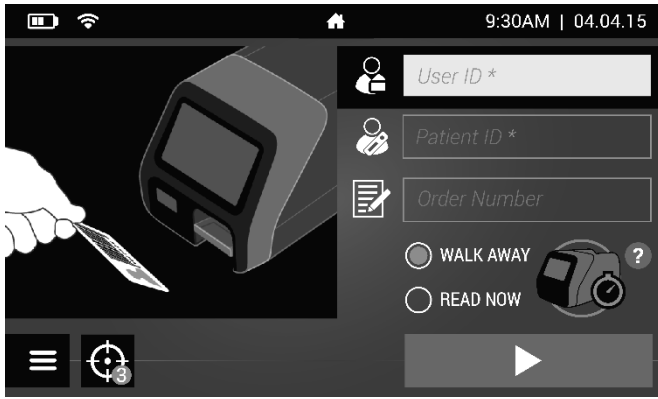 9:30AM | 04.04.15
User ID *
Patient ID *
Order Number
WALK AWAY
?
READ NOW
3